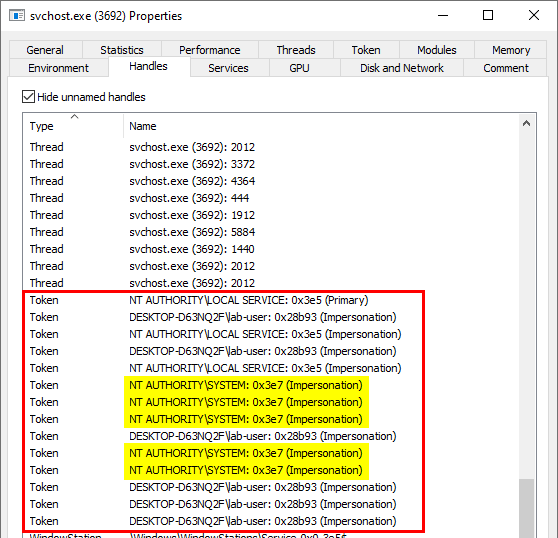 svchost.exe (3692) Properties
General Statistics Performance Threads Token Modules Memory
Environment Handles Services GPU Disk and Network Comment
Hide unnamed handles
Type Name
Thread svchost.exe (3692): 2012
Thread svchost.exe (3692): 3372
Thread svchost.exe (3692): 4364
Thread svchost.exe (3692): 444
Thread svchost.exe (3692): 1912
Thread svchost.exe (3692): 5884
Thread svchost.exe (3692): 1440
Thread svchost.exe (3692): 2012
Thread svchost.exe (3692): 2012
Token NT AUTHORITY\LOCAL SERVICE: 0x3e5 (Primary)
Token DESKTOP-D63NQ2F\lab-user: 0x28b93 (Impersonation)
Token NT AUTHORITY\LOCAL SERVICE: 0x3e5 (Impersonation)
Token DESKTOP-D63NQ2F\lab-user: 0x28b93 (Impersonation)
Token NT AUTHORITY\LOCAL SERVICE: 0x3e5 (Impersonation)
Token NT AUTHORITY\SYSTEM: 0x3e7 (Impersonation)
Token NT AUTHORITY\SYSTEM: 0x3e7 (Impersonation)
Token NT AUTHORITY\SYSTEM: 0x3e7 (Impersonation)
Token DESKTOP-D63NQ2F\lab-user: 0x28b93 (Impersonation)
Token NT AUTHORITY\SYSTEM: 0x3e7 (Impersonation)
Token NT AUTHORITY\SYSTEM: 0x3e7 (Impersonation)
Token DESKTOP-D63NQ2F\lab-user: 0x28b93 (Impersonation)
Token DESKTOP-D63NQ2F\lab-user: 0x28b93 (Impersonation)
Token DESKTOP-D63NQ2F\lab-user: 0x28b93 (Impersonation)
WindowStation \Windows\WindowStations\Service-0x0-3e5$